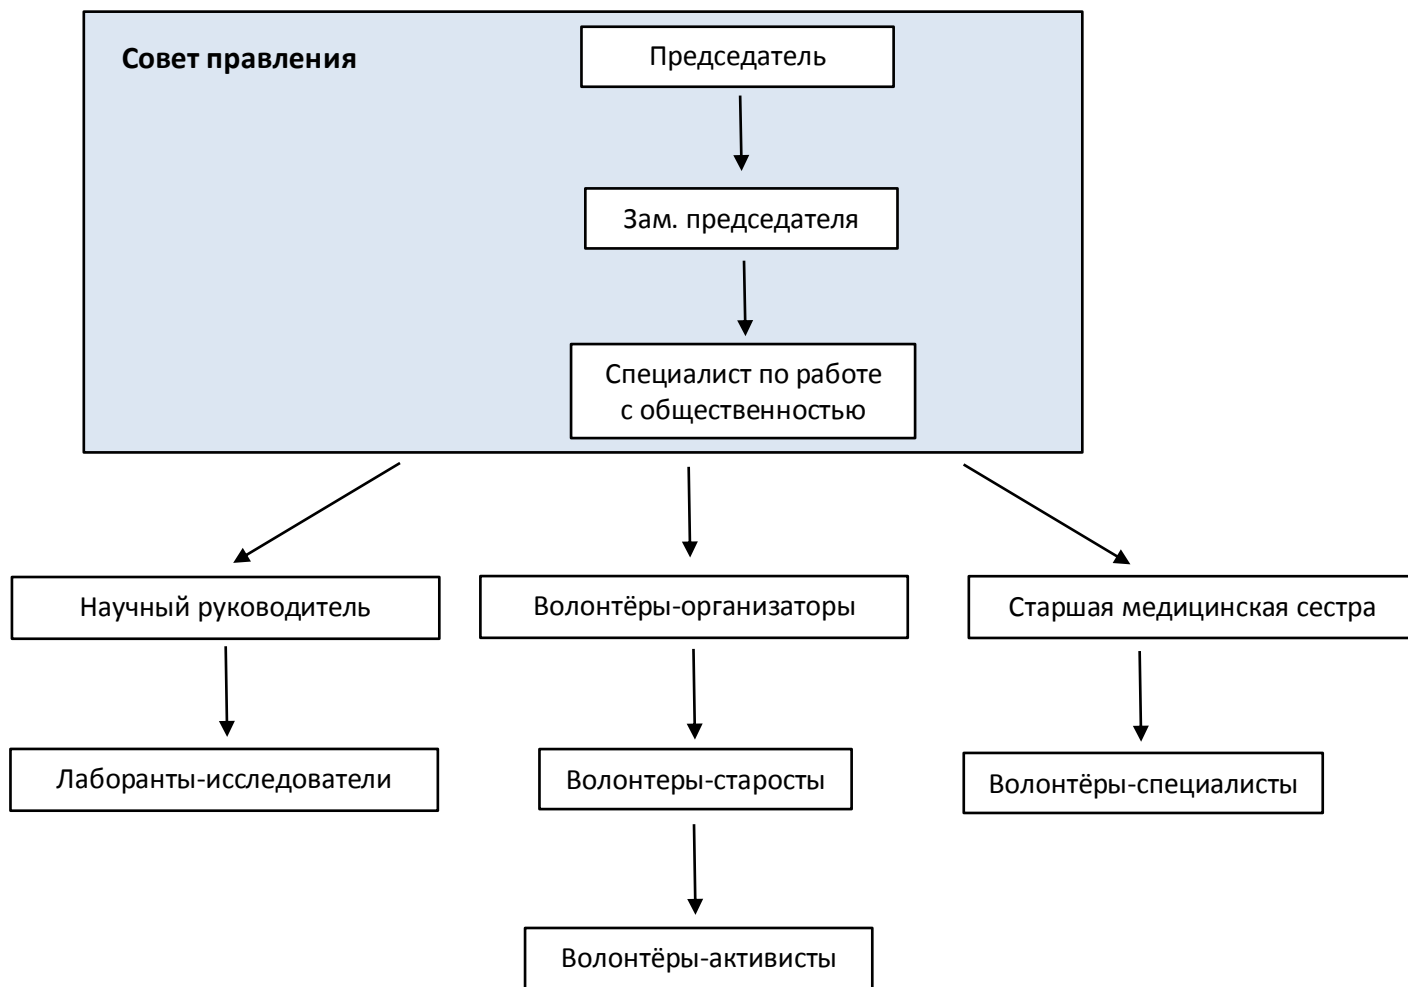 Совет правления
Председатель
Зам. председателя
Специалист по работе
с общественностью
Научный руководитель
Волонтёры-организаторы
Старшая медицинская сестра
Лаборанты-исследователи
Волонтеры-старосты
Волонтёры-специалисты
Волонтёры-активисты